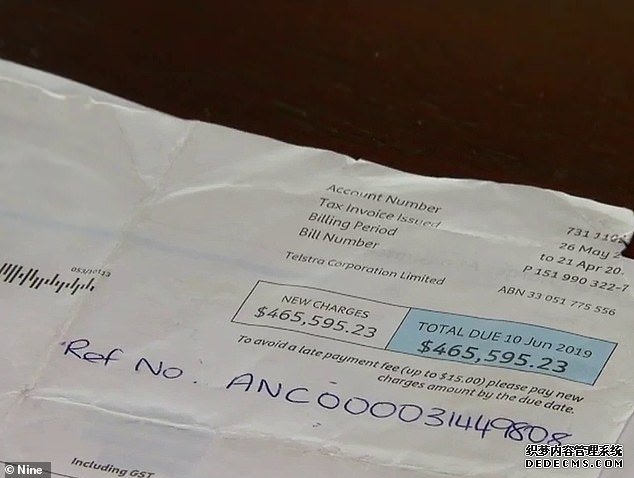 Account Number
Tax Invoice Issued
Billing Period
Bill Number
Telstra Corporation Limited
731
26 May 2
to 21 Apr 20.
P 151 990 322-7
ABN 33 051 775 556
NEW CHARGES
$465,595.23
TOTAL DUE 10 Jun 2019
$465,595.23
To avoid a late payment fee (up to $15.00) please pay new
charges amount by the due date.
Ref No. ANC000031449808
Including GST
© Nine
织梦内容管理系统
DEDECMS.COM